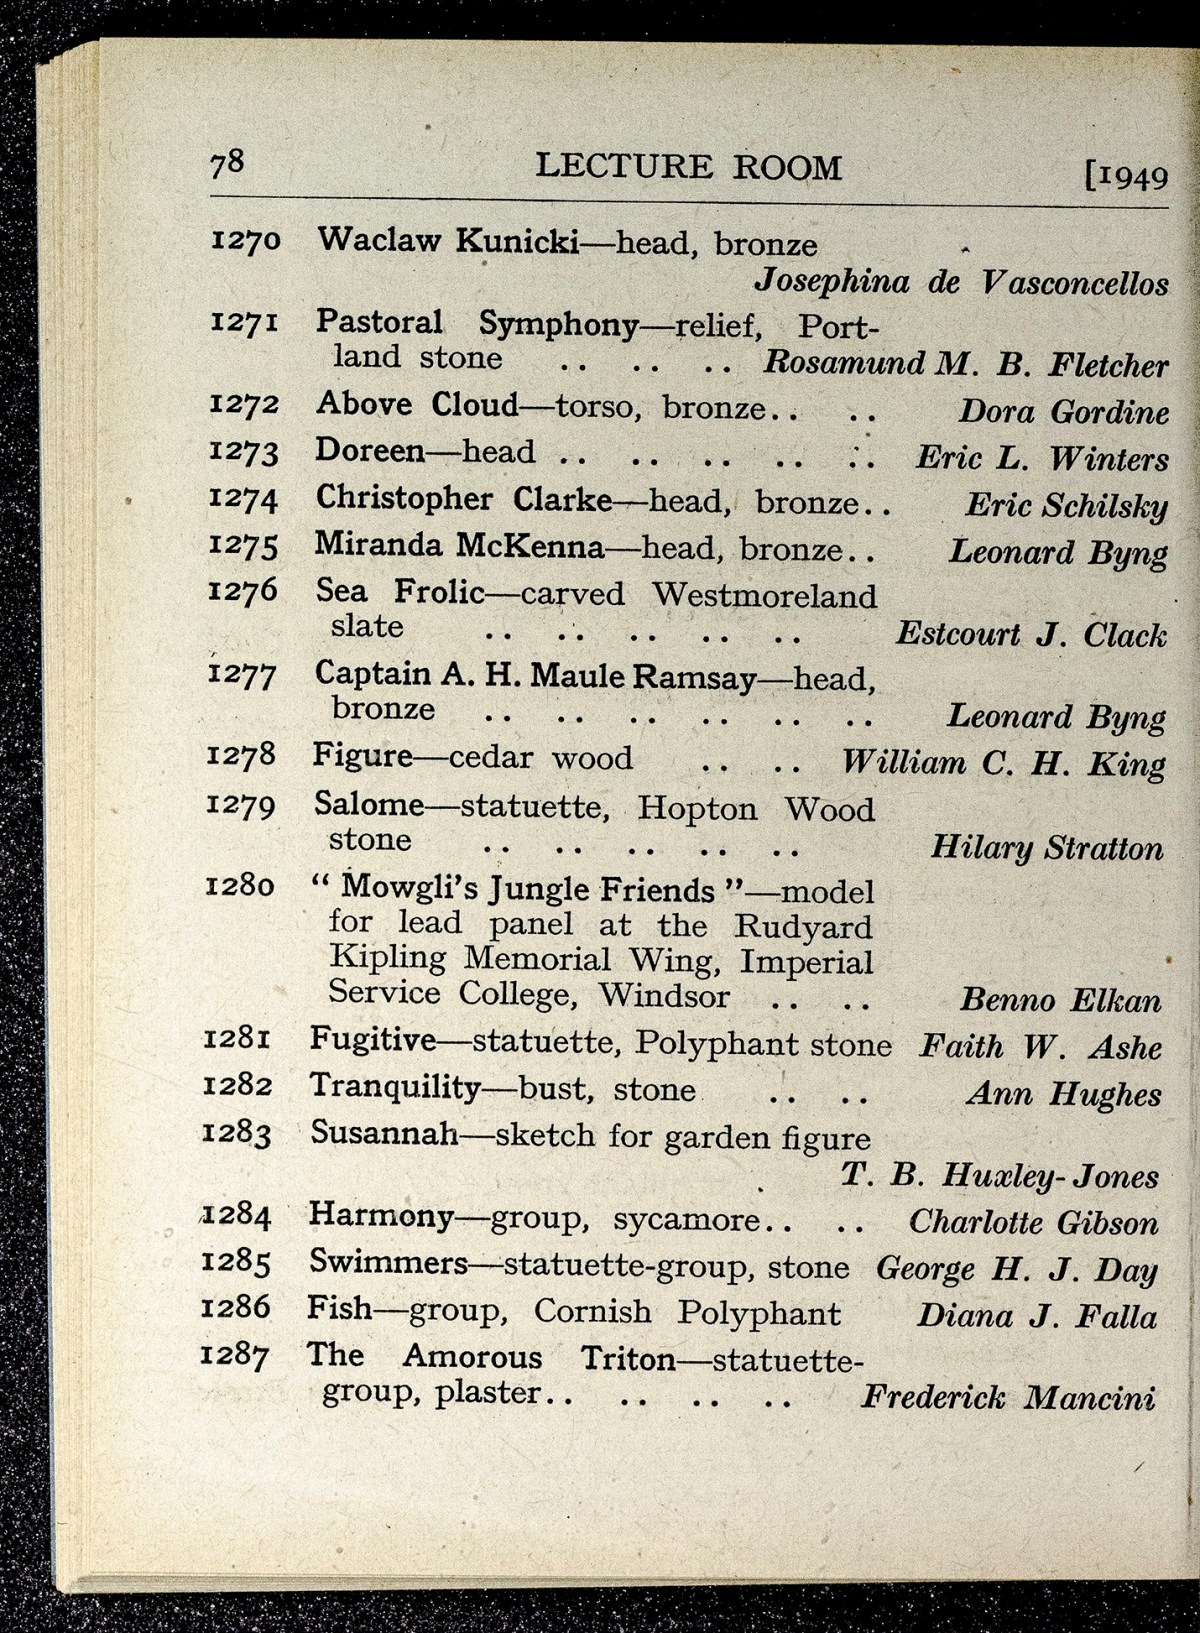 78 LECTURE ROOM [1949
1270 Waclaw Kunicki—head, bronze
Josephina de Vasconcellos
1271 Pastoral Symphony—relief, Port-
land stone .. .. .. Rosamund M. B. Fletcher
1272 Above Cloud—torso, bronze.. .. Dora Gordine
1273 Doreen—head .. .. .. .. .. Eric L. Winters
1274 Christopher Clarke—head, bronze.. Eric Schilsky
1275 Miranda McKenna—head, bronze.. Leonard Byng
1276 Sea Frolic—carved Westmoreland
slate .. .. .. .. .. Estcourt J. Clack
1277 Captain A. H. Maule Ramsay—head,
bronze .. .. .. .. .. .. Leonard Byng
1278 Figure—cedar wood .. .. William C. H. King
1279 Salome—statuette, Hopton Wood
stone .. .. .. .. .. Hilary Stratton
1280 “ Mowgli's Jungle Friends ”—model
for lead panel at the Rudyard
Kipling Memorial Wing, Imperial
Service College, Windsor .. .. Benno Elkan
1281 Fugitive—statuette, Polyphant stone Faith W. Ashe
1282 Tranquility—bust, stone .. .. Ann Hughes
1283 Susannah—sketch for garden figure
T. B. Huxley-Jones
1284 Harmony—group, sycamore.. .. Charlotte Gibson
1285 Swimmers—statuette-group, stone George H. J. Day
1286 Fish—group, Cornish Polyphant Diana J. Falla
1287 The Amorous Triton—statuette-
group, plaster.. .. .. .. Frederick Mancini